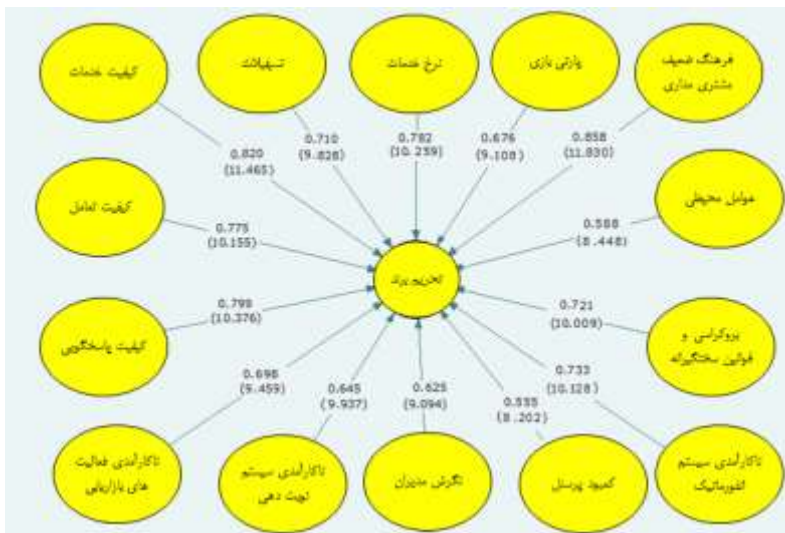 کیفیت خدمات
تسهیلات
نرخ خدمات
پارتی بازی
فرهنگ ضعیف
مشتری مداری
0.820
(11.465)
0.710
(9.828)
0.782
(10.259)
0.676
(9.108)
0.858
(11.830)
کیفیت تعامل
0.775
(10.155)
0.588
(8.448)
عوامل محیطی
تحریم برند
کیفیت پاسخگویی
0.799
(10.376)
0.721
(10.009)
بروکراسی و
قوانین سختگیرانه
0.698
(9.459)
0.645
(9.937)
0.625
(9.094)
0.555
(8.202)
0.733
(10.128)
ناکارآمدی فعالیت
های بازاریابی
ناکارآمدی سیستم
نوبت دهی
نگرش مدیران
کمبود پرسنل
ناکارآمدی سیستم
انفورماتیک